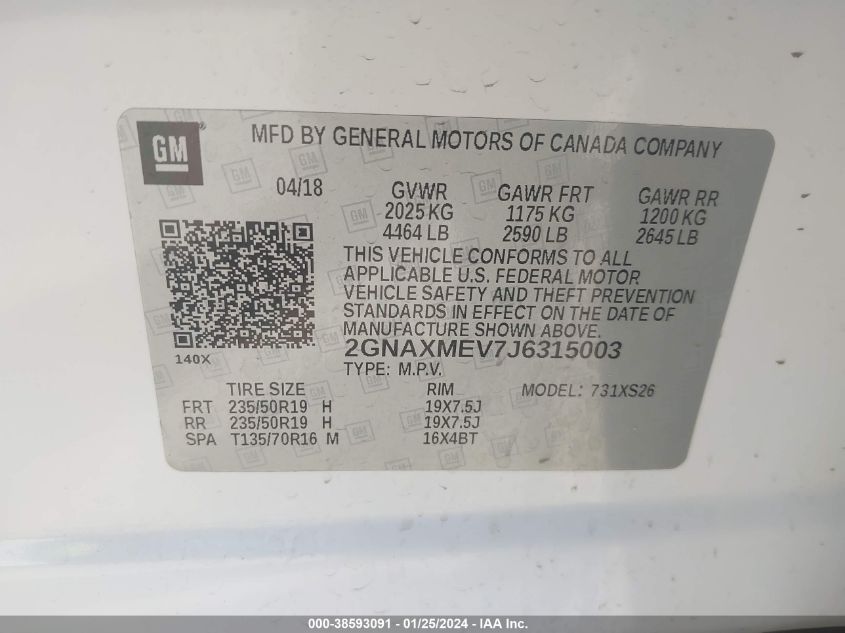 GM
MFD BY GENERAL MOTORS OF CANADA COMPANY
04/18 GVWR GAWR FRT GAWR RR
2025 KG 1175 KG 1200 KG
4464 LB 2590 LB 2645 LB
THIS VEHICLE CONFORMS TO ALL
APPLICABLE U.S. FEDERAL MOTOR
VEHICLE SAFETY AND THEFT PREVENTION
STANDARDS IN EFFECT ON THE DATE OF
MANUFACTURE SHOWN ABOVE.
140X
2GNAXMEV7J6315003
TYPE: M.P.V. MODEL: 731XS26
TIRE SIZE RIM
FRT 235/50R19 H 19X7.5J
RR 235/50R19 H 19X7.5J
SPA T135/70R16 M 16X4BT
000-38593091 - 01/25/2024 - IAA Inc.